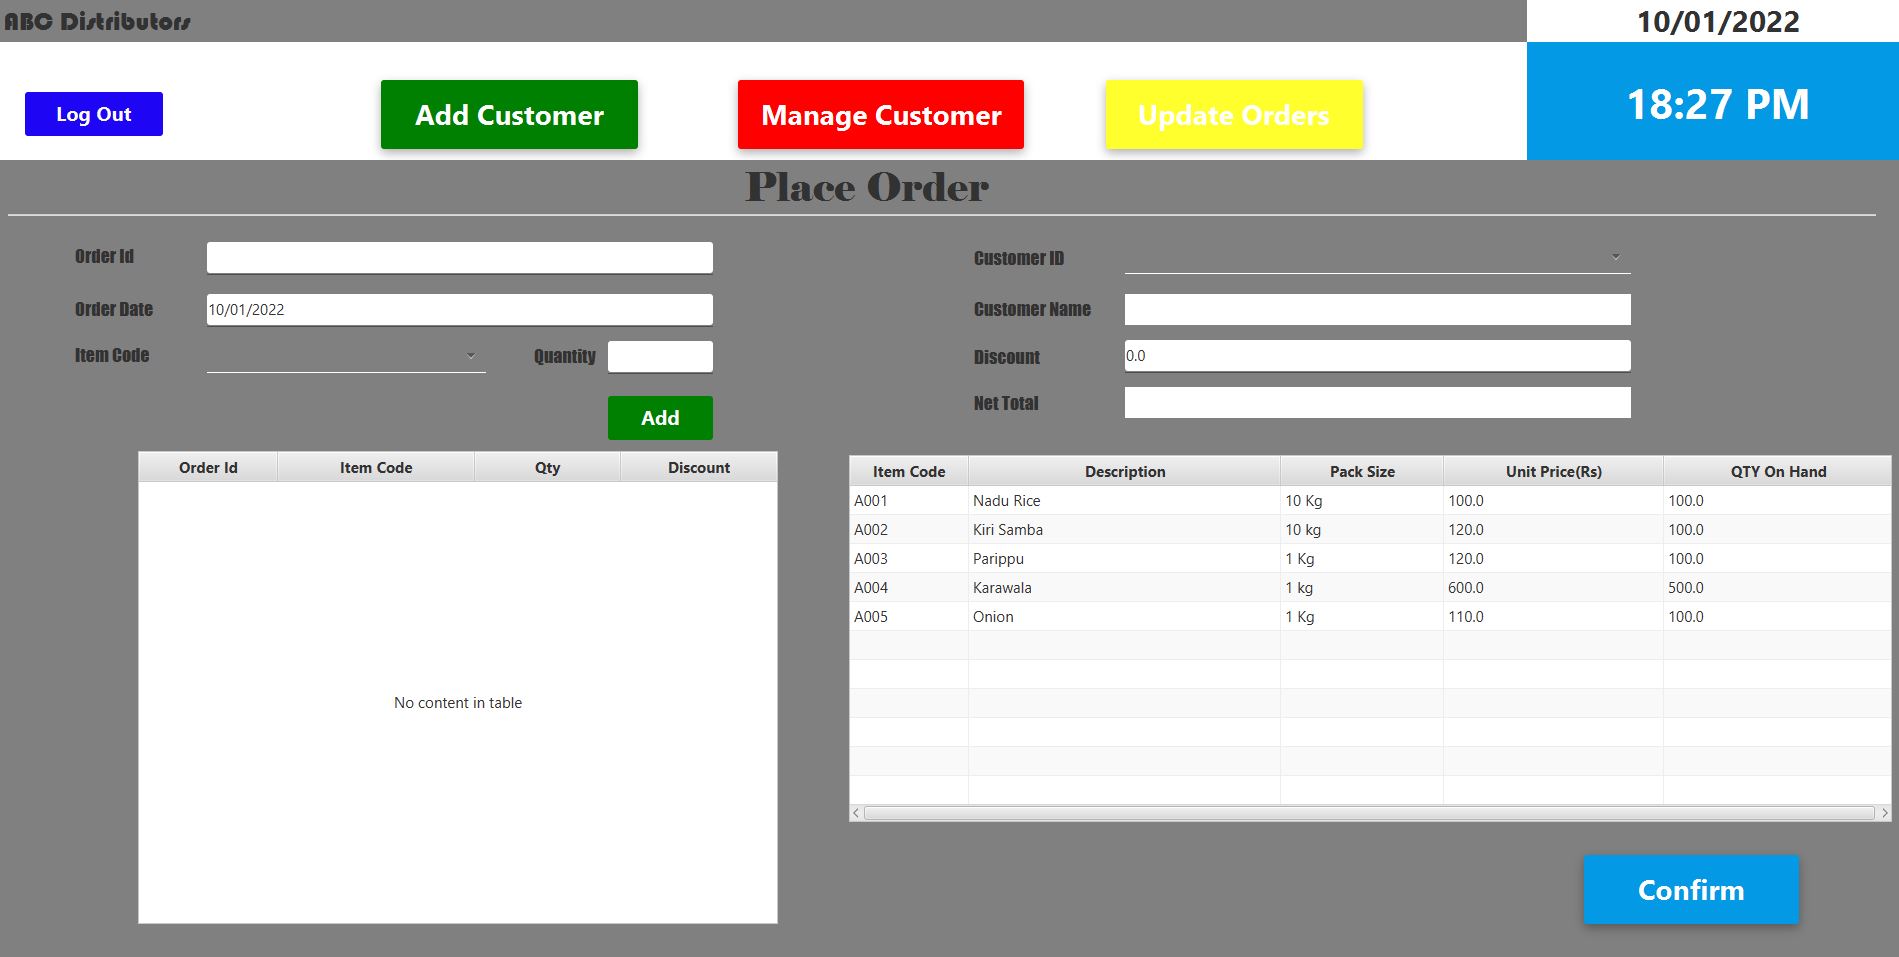 ABC Distributors
10/01/2022
Log Out
Add Customer
Manage Customer
Update Orders
18:27 PM
Place Order
Order Id
Customer ID
Order Date 10/01/2022
Customer Name
Item Code Quantity
Discount 0.0
Add
Net Total
Order Id Item Code Qty Discount
No content in table
Item Code Description Pack Size Unit Price(Rs) QTY On Hand
A001 Nadu Rice 10 Kg 100.0 100.0
A002 Kiri Samba 10 kg 120.0 100.0
A003 Parippu 1 Kg 120.0 100.0
A004 Karawala 1 kg 600.0 500.0
A005 Onion 1 Kg 110.0 100.0
Confirm